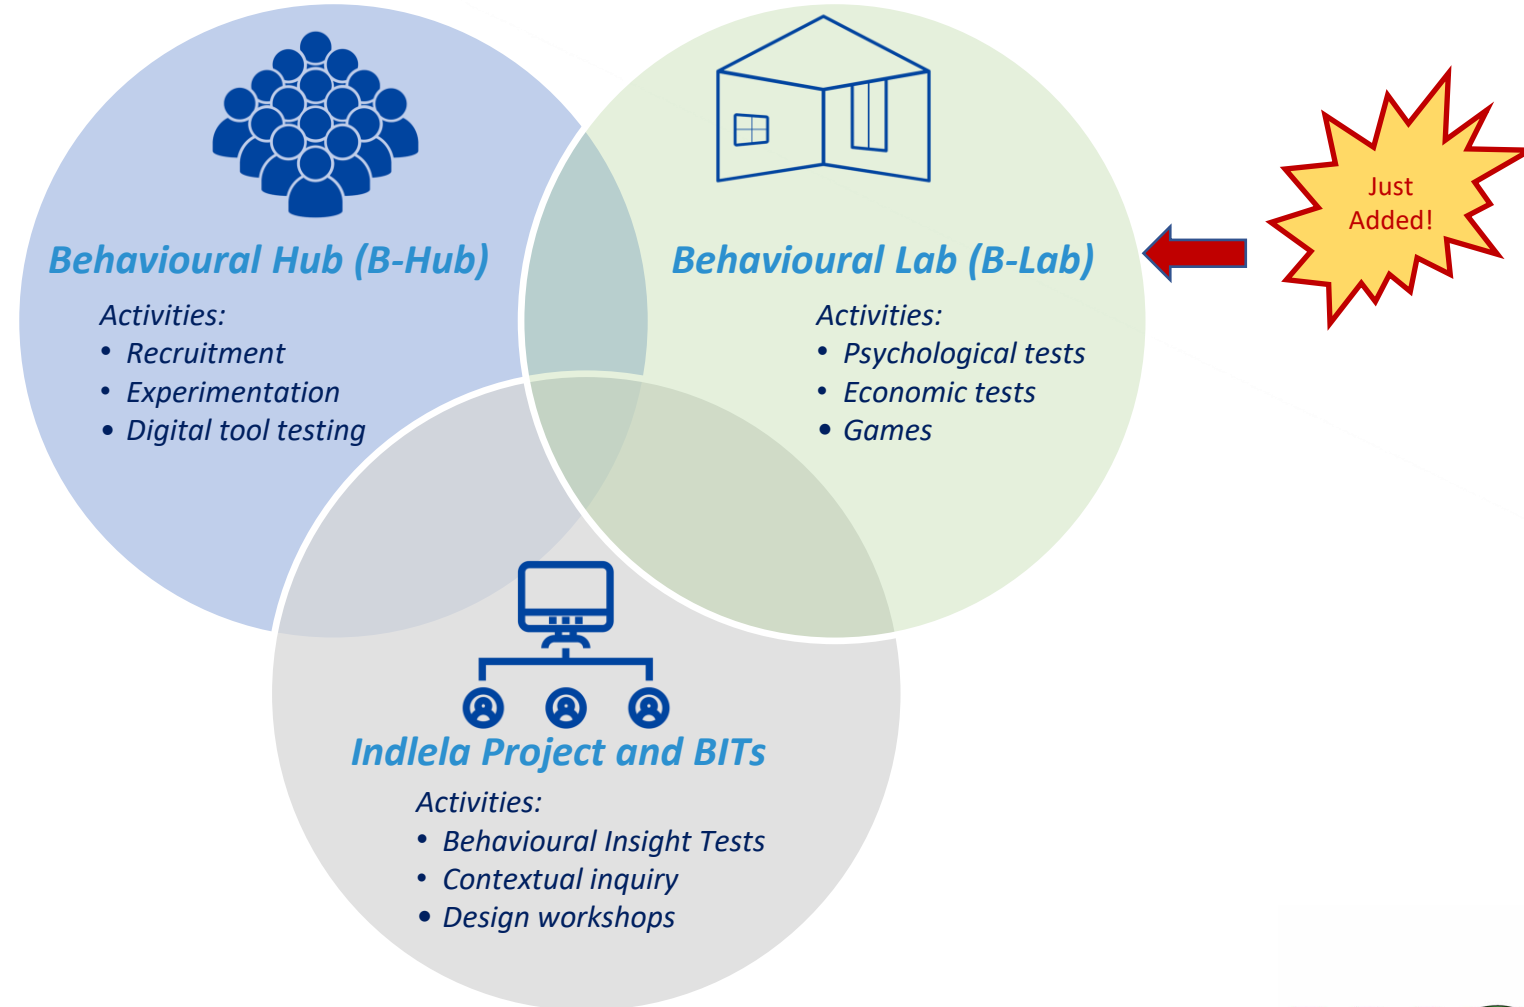 Behavioural Hub (B-Hub)
Activities:
• Recruitment
• Experimentation
• Digital tool testing
Behavioural Lab (B-Lab)
Activities:
• Psychological tests
• Economic tests
• Games
Just
Added!
Indlela Project and BITs
Activities:
• Behavioural Insight Tests
• Contextual inquiry
• Design workshops